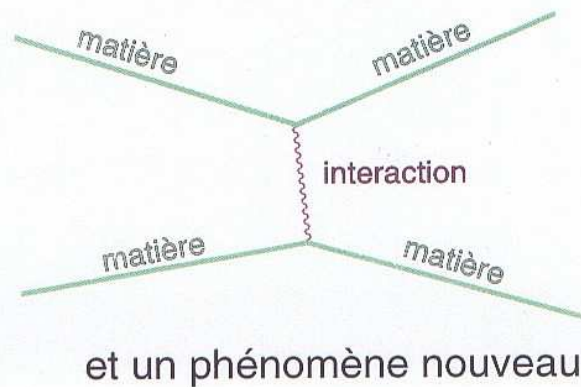 matière
matière
interaction
matière
matière
et un phénomène nouveau